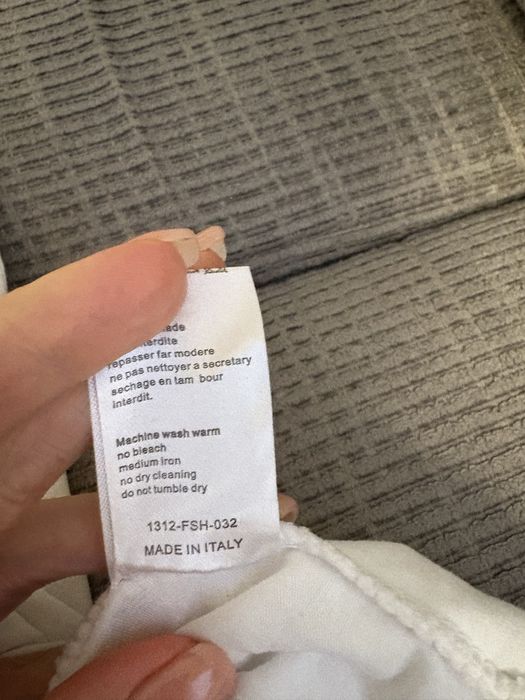 repasser far modere
ne pas nettoyer a secretary
sechage en tam bour
interdit.
Machine wash warm
no bleach
medium iron
no dry cleaning
do not tumble dry
1312-FSH-032
MADE IN ITALY